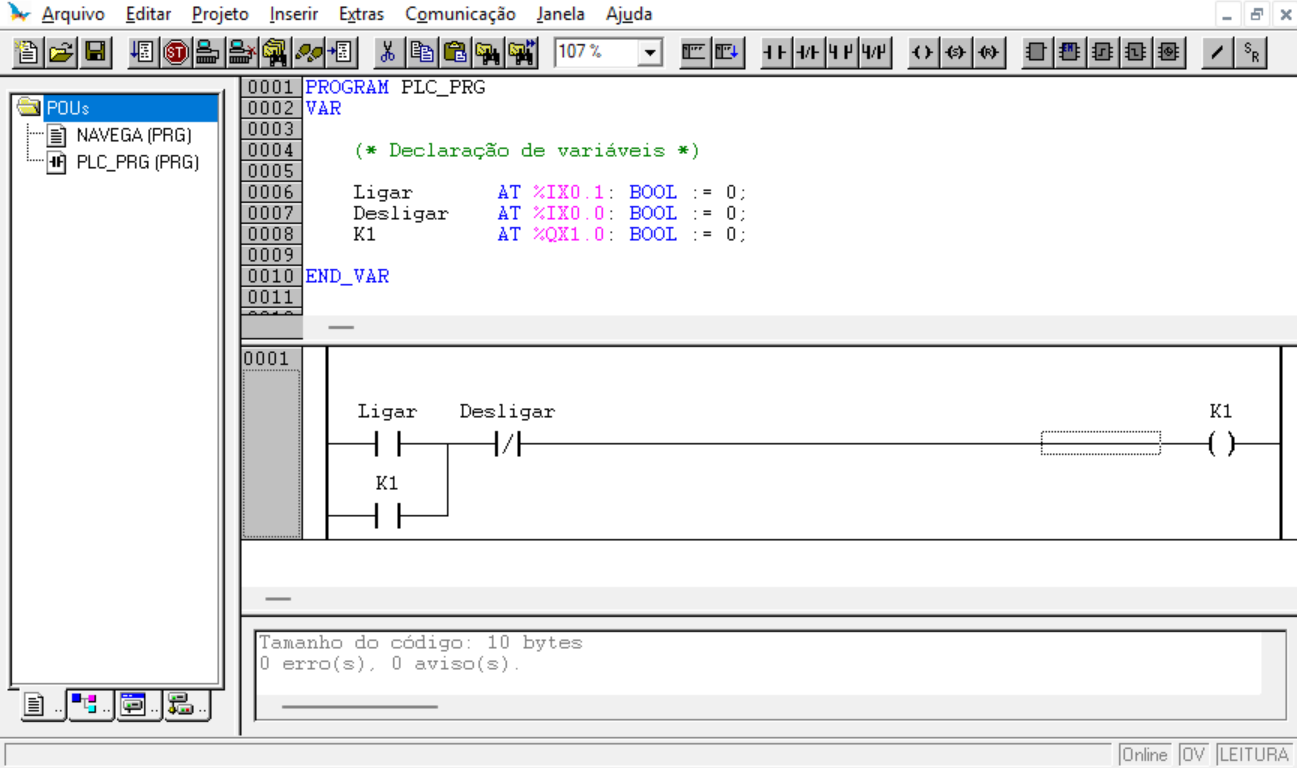 Arquivo Editar Projeto Inserir Extras Comunicação Janela Ajuda
ST 107 % S R
POUs
NAVEGA (PRG)
PLC_PRG (PRG)
0001 PROGRAM PLC_PRG
0002 VAR
0003
0004 (* Declaração de variáveis *)
0005
0006 Ligar AT %IX0.1: BOOL := 0;
0007 Desligar AT %IX0.0: BOOL := 0;
0008 K1 AT %QX1.0: BOOL := 0;
0009
0010 END_VAR
0011
0001
Ligar Desligar K1
K1
Tamanho do código: 10 bytes
0 erro(s), 0 aviso(s).
.. .. .. ..
Online OV LEITURA